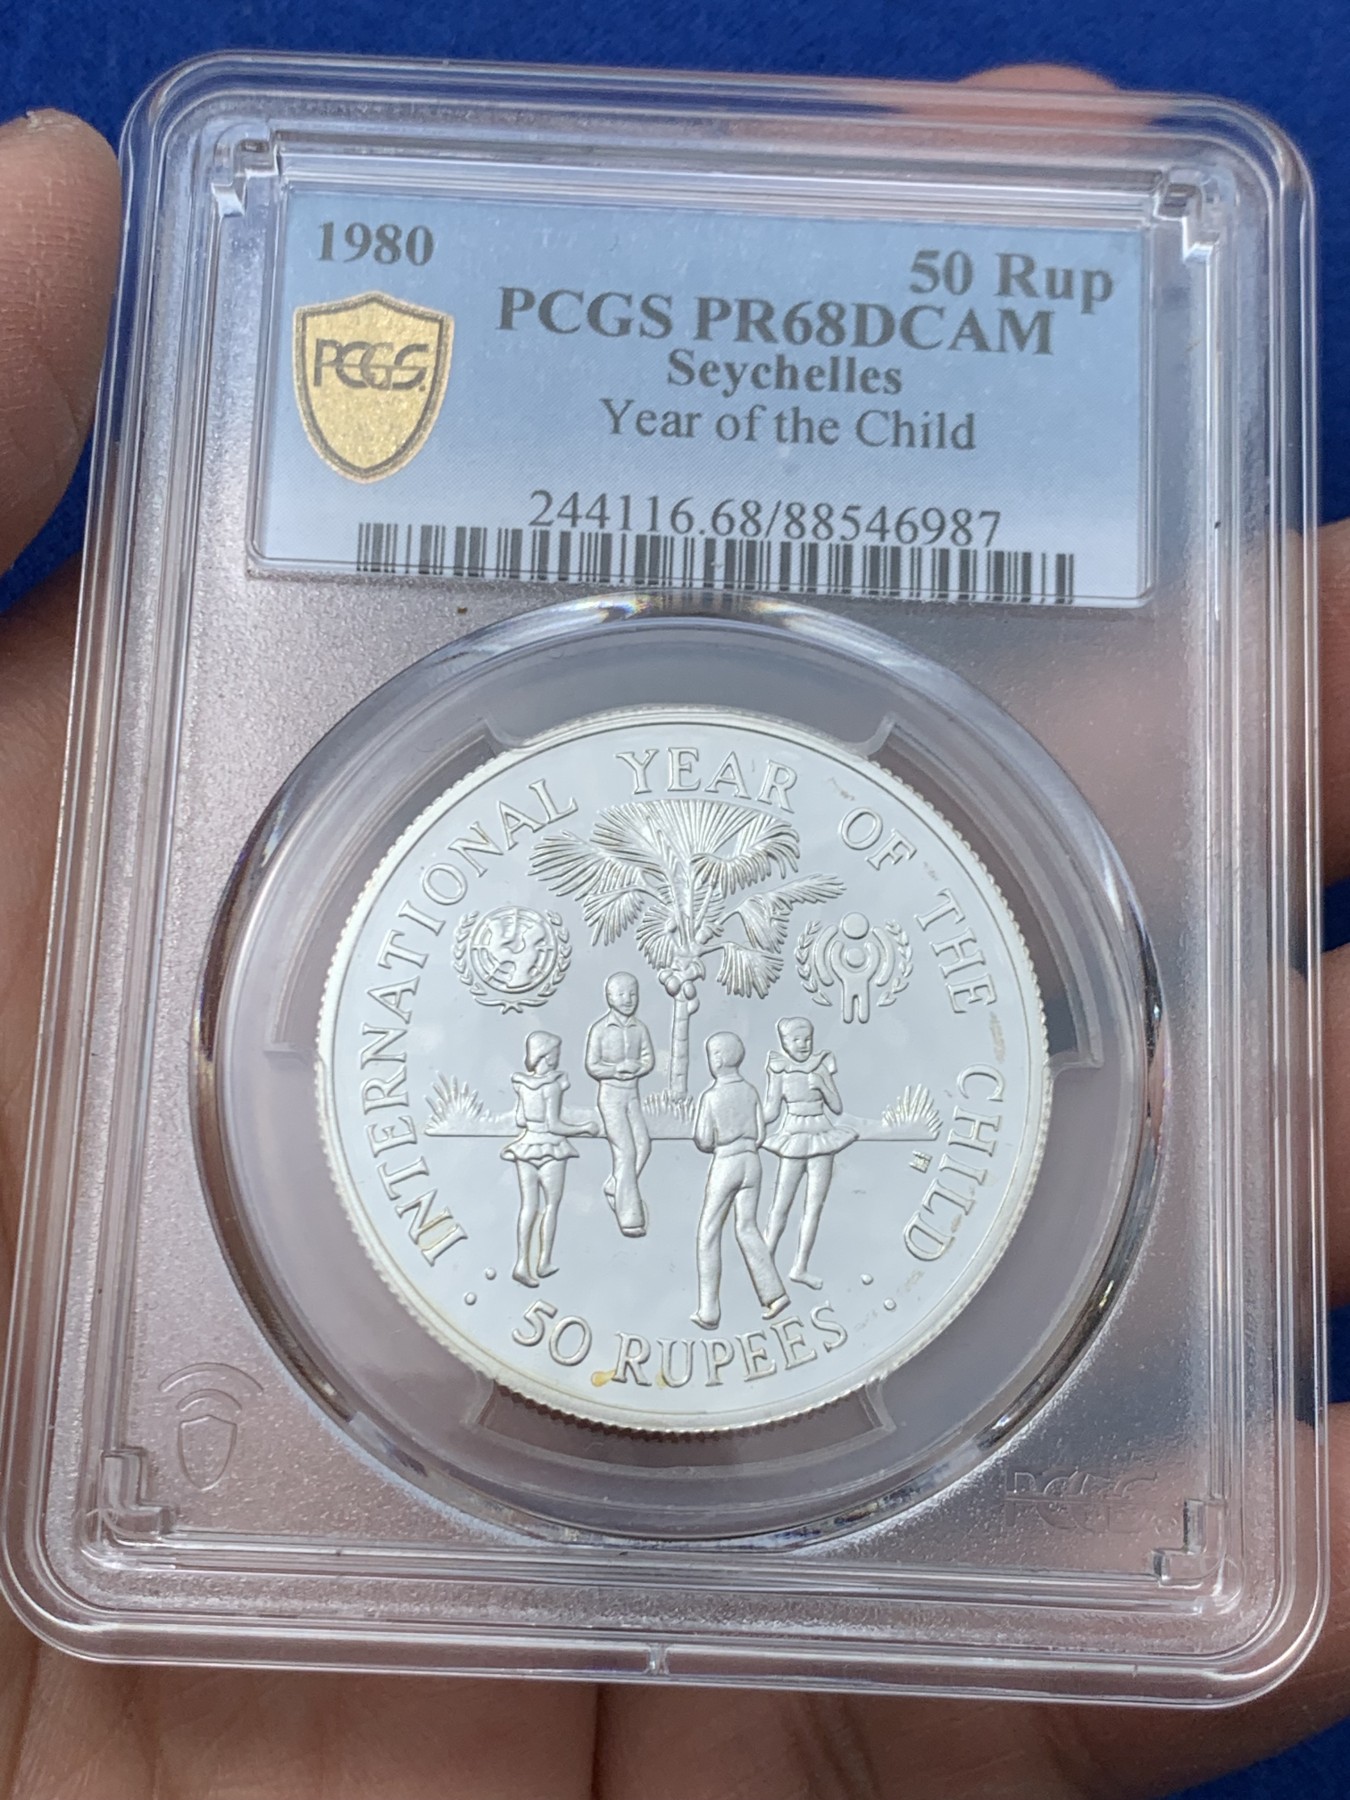 1980
50 Rup
PCGS PR68DCAM
PCGS
Seychelles
Year of the Child
244116.68/88546987
INTERNATIONAL YEAR OF THE CHILD
50 RUPEES
PCGS